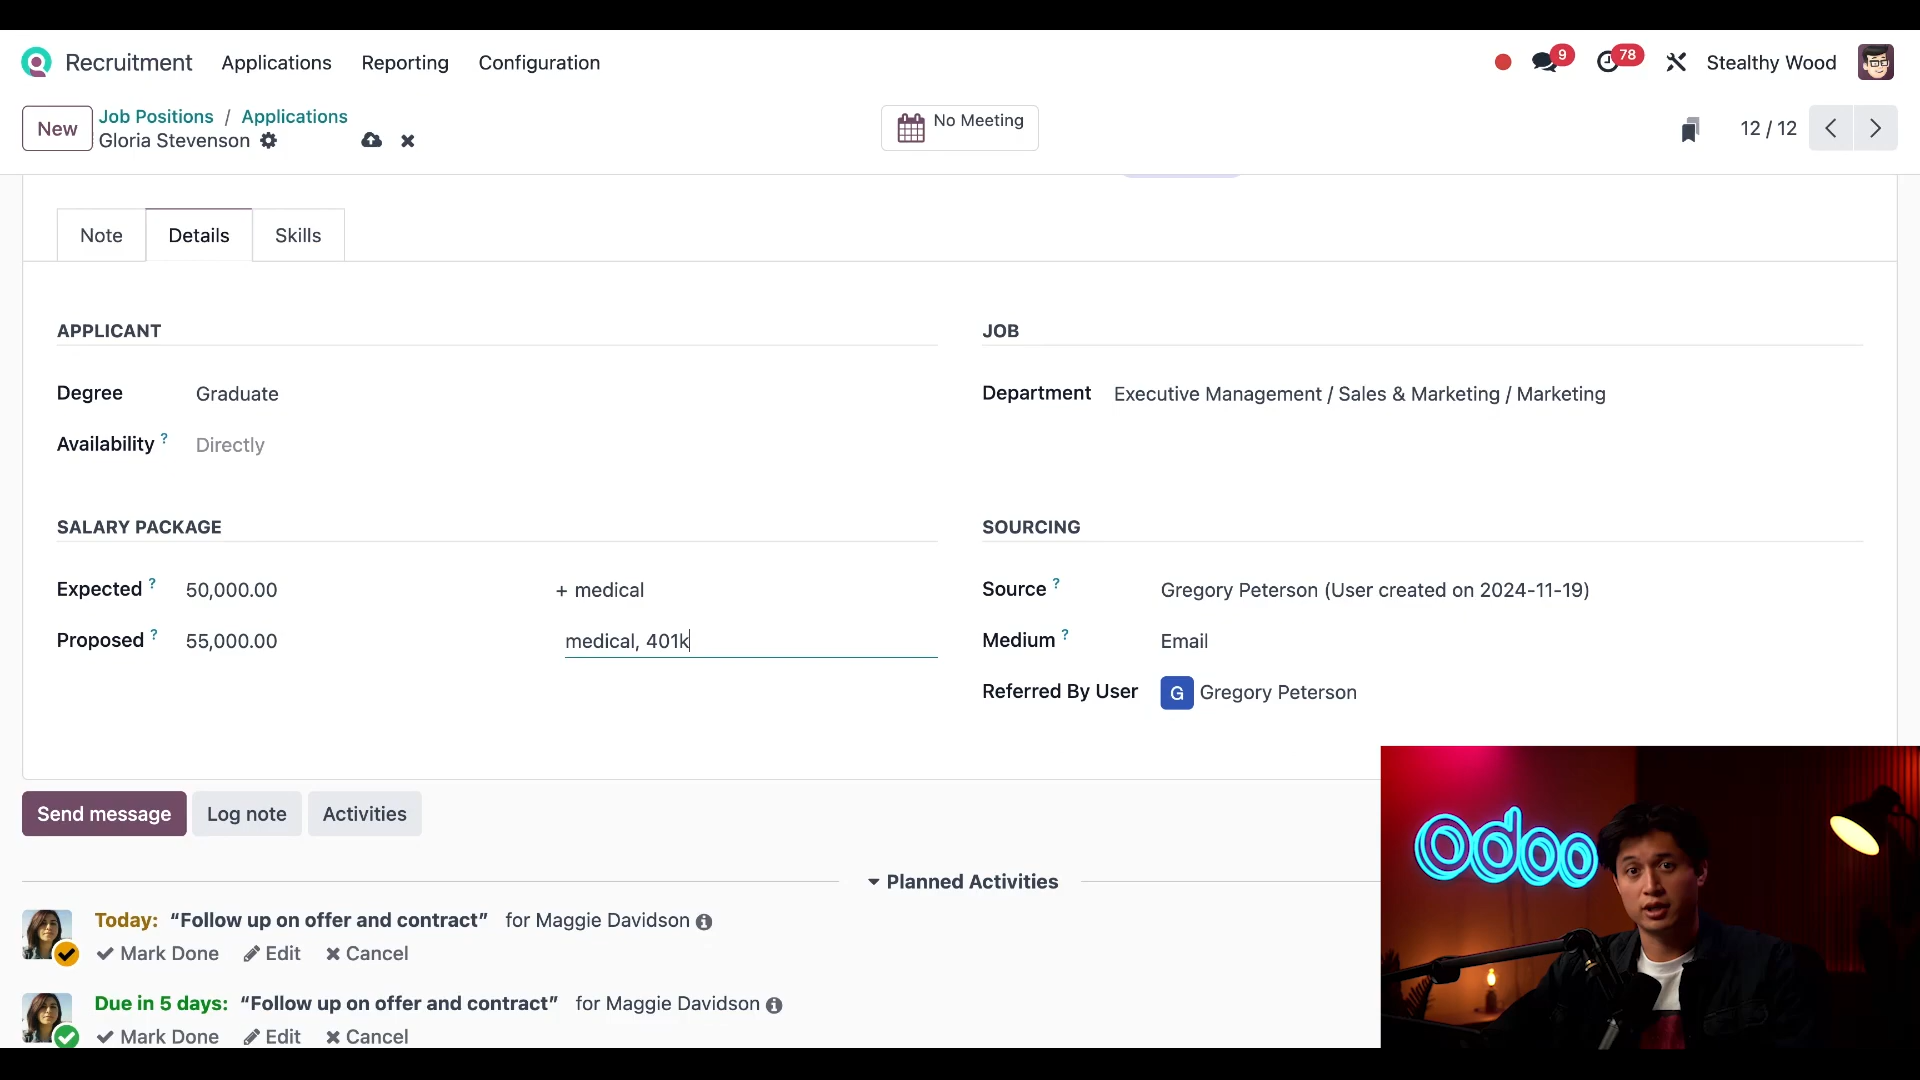 Recruitment Applications Reporting Configuration 9 78 Stealthy Wood
New Job Positions / Applications
Gloria Stevenson
No Meeting
12 / 12
Note Details Skills
APPLICANT
Degree Graduate
Availability ? Directly
JOB
Department Executive Management / Sales & Marketing / Marketing
SALARY PACKAGE
Expected ? 50,000.00 + medical
Proposed ? 55,000.00 medical, 401k
SOURCING
Source ? Gregory Peterson (User created on 2024-11-19)
Medium ? Email
Referred By User G Gregory Peterson
Send message Log note Activities
Planned Activities
Today: “Follow up on offer and contract” for Maggie Davidson
Mark Done Edit Cancel
Due in 5 days: “Follow up on offer and contract” for Maggie Davidson
Mark Done Edit Cancel
odoo